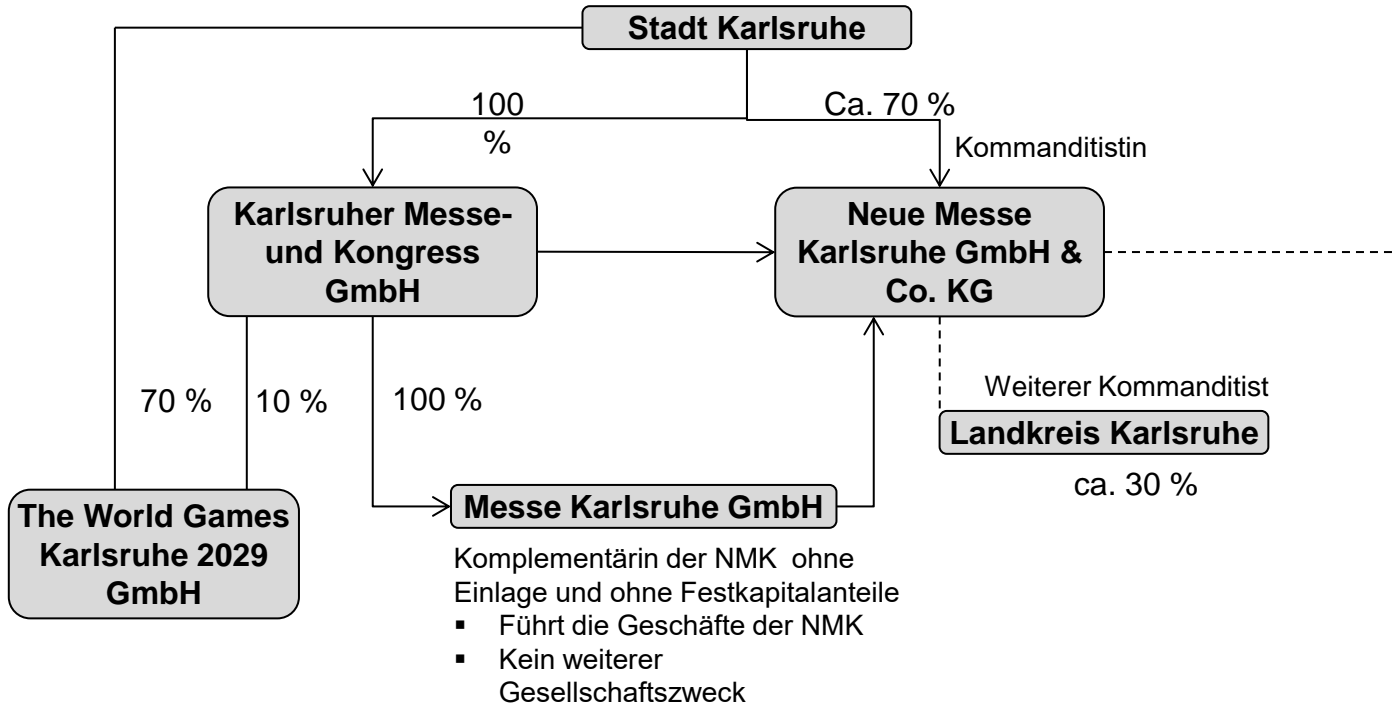 Stadt Karlsruhe
100
%
Ca. 70 %
Kommanditistin
Karlsruher Messe-
und Kongress
GmbH
Neue Messe
Karlsruhe GmbH &
Co. KG
70 %
10 %
100 %
Weiterer Kommanditist
Landkreis Karlsruhe
ca. 30 %
The World Games
Karlsruhe 2029
GmbH
Messe Karlsruhe GmbH
Komplementärin der NMK ohne
Einlage und ohne Festkapitalanteile
▪ Führt die Geschäfte der NMK
▪ Kein weiterer
Gesellschaftszweck